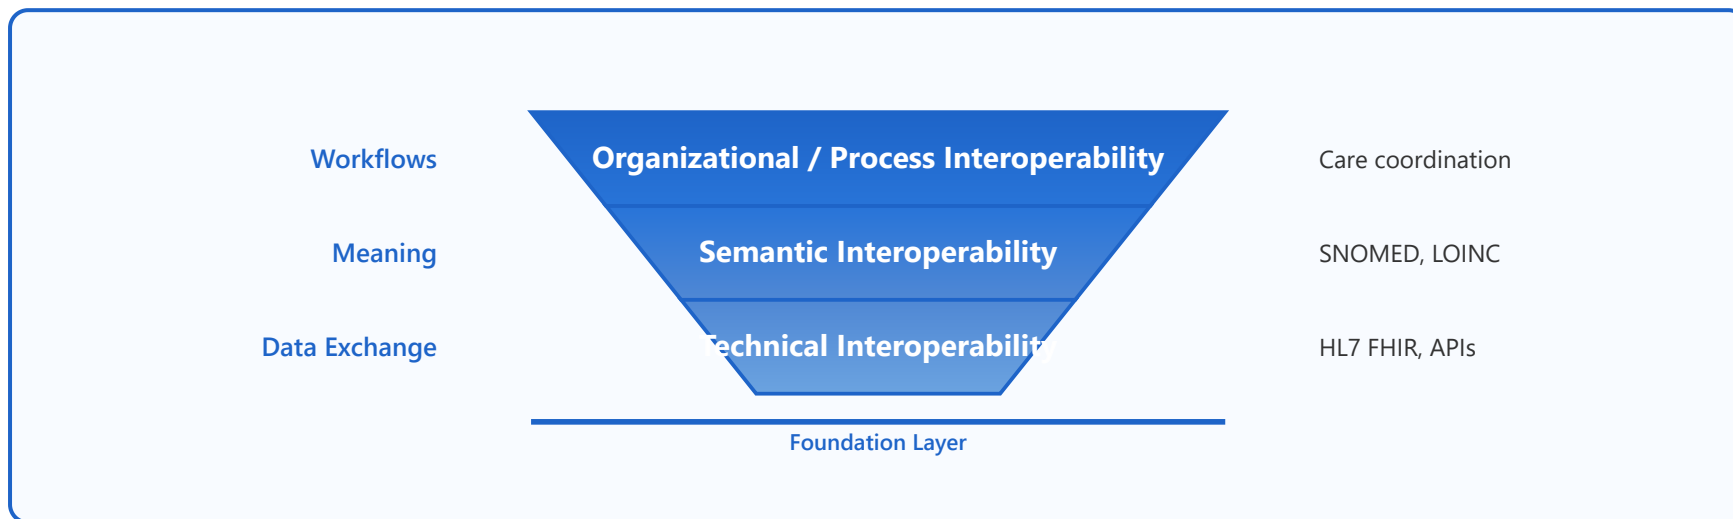 Workflows
Organizational / Process Interoperability
Care coordination
Meaning
Semantic Interoperability
SNOMED, LOINC
Data Exchange
Technical Interoperability
HL7 FHIR, APIs
Foundation Layer